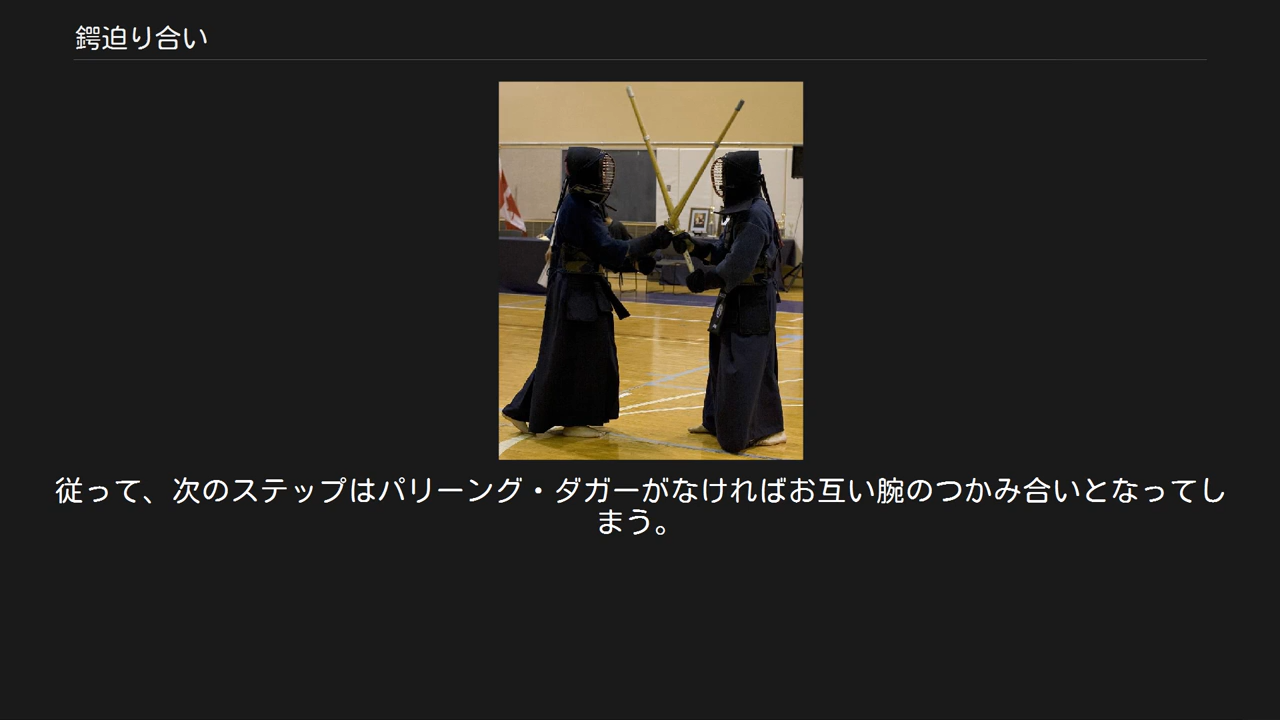 鍔迫り合い
従って、次のステップはパリーング・ダガーがなければお互い腕のつかみ合いとなってし
まう。